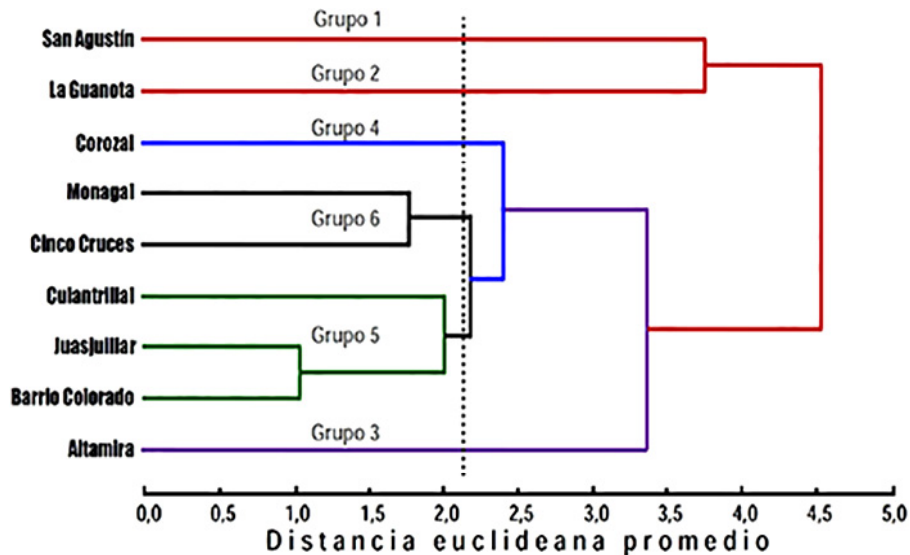 Grupo 1
San Agustín
Grupo 2
La Guanota
Grupo 4
Corozal
Monagal
Grupo 6
Cinco Cruces
Culantrillal
Grupo 5
Juasjuillar
Barrio Colorado
Grupo 3
Altamira
0,0 0,5 1,0 1,5 2,0 2,5 3,0 3,5 4,0 4,5 5,0
Distancia euclideana promedio